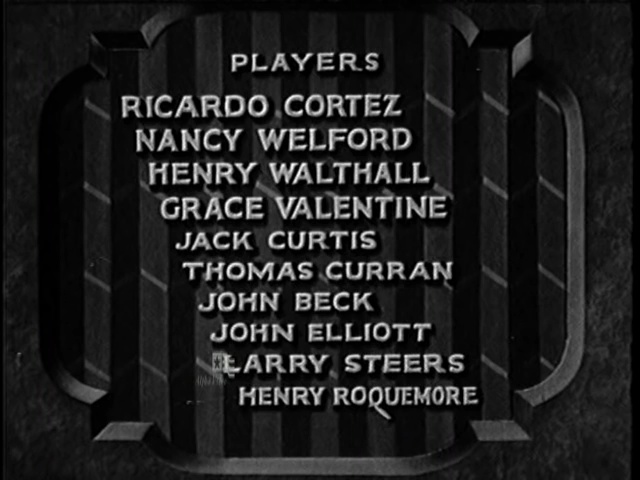 PLAYERS
RICARDO CORTEZ
NANCY WELFORD
HENRY WALTHALL
GRACE VALENTINE
JACK CURTIS
THOMAS CURRAN
JOHN BECK
JOHN ELLIOTT
LARRY STEERS
HENRY ROQUEMORE